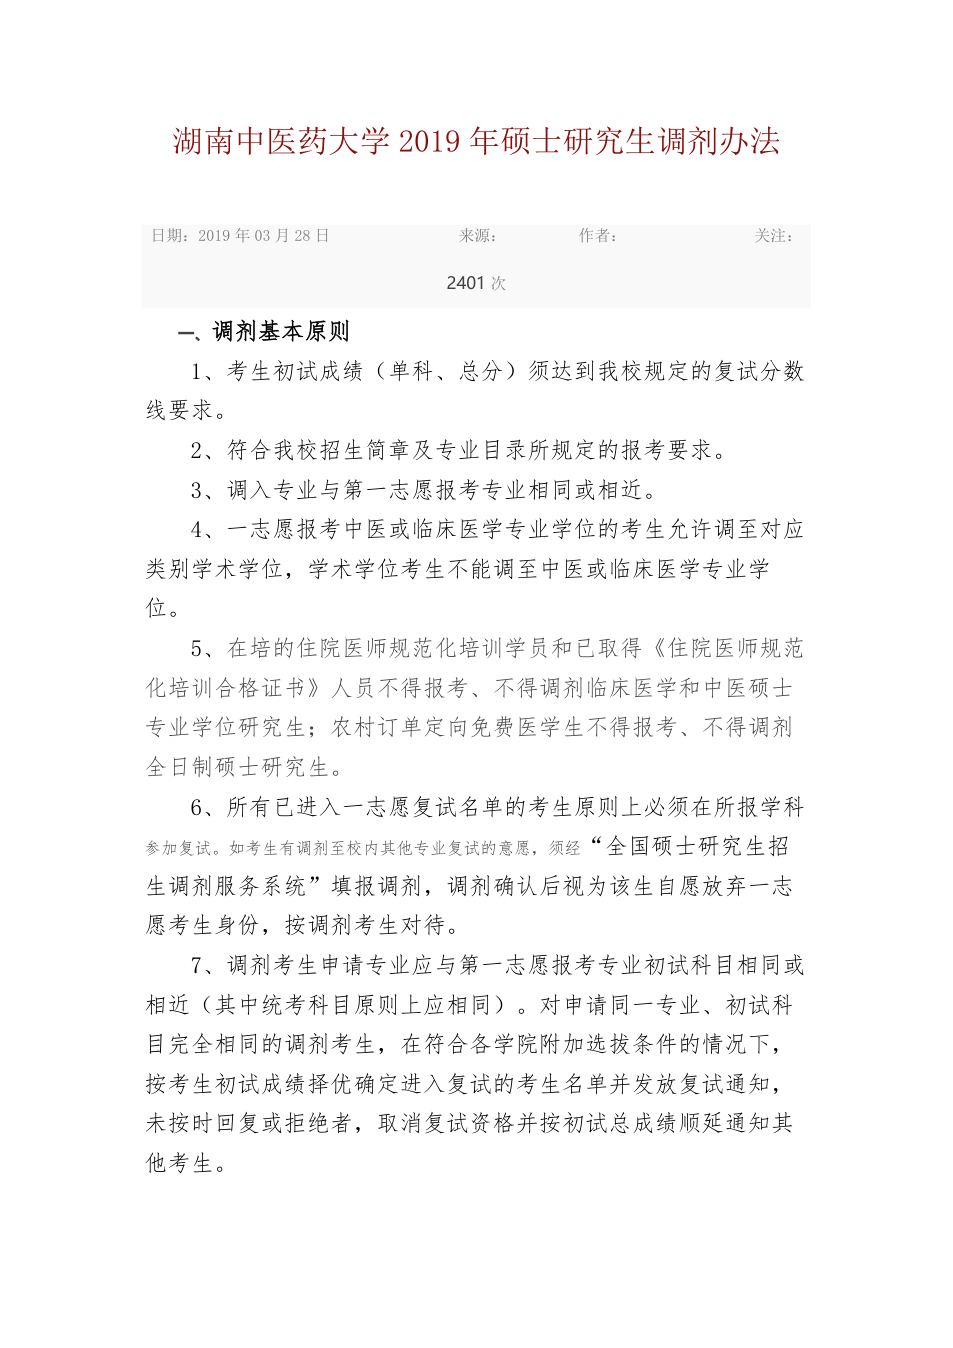 湖南中医药大学 2019 年硕士研究生调剂办法
日期：2019 年 03 月 28 日 来源： 作者： 关注：
2401 次
一、调剂基本原则
1、考生初试成绩（单科、总分）须达到我校规定的复试分数
线要求。
2、符合我校招生简章及专业目录所规定的报考要求。
3、调入专业与第一志愿报考专业相同或相近。
4、一志愿报考中医或临床医学专业学位的考生允许调至对应
类别学术学位，学术学位考生不能调至中医或临床医学专业学
位。
5、在培的住院医师规范化培训学员和已取得《住院医师规范
化培训合格证书》人员不得报考、不得调剂临床医学和中医硕士
专业学位研究生；农村订单定向免费医学生不得报考、不得调剂
全日制硕士研究生。
6、所有已进入一志愿复试名单的考生原则上必须在所报学科
参加复试。如考生有调剂至校内其他专业复试的意愿，须经“全国硕士研究生招
生调剂服务系统”填报调剂，调剂确认后视为该生自愿放弃一志
愿考生身份，按调剂考生对待。
7、调剂考生申请专业应与第一志愿报考专业初试科目相同或
相近（其中统考科目原则上应相同）。对申请同一专业、初试科
目完全相同的调剂考生，在符合各学院附加选拔条件的情况下，
按考生初试成绩择优确定进入复试的考生名单并发放复试通知，
未按时回复或拒绝者，取消复试资格并按初试总成绩顺延通知其
他考生。